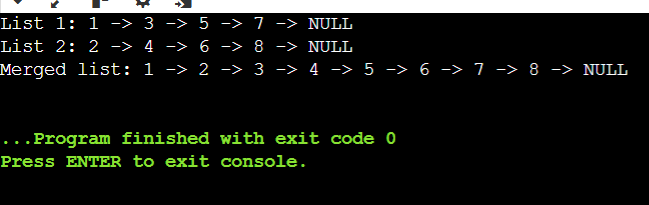 List 1: 1 -> 3 -> 5 -> 7 -> NULL
List 2: 2 -> 4 -> 6 -> 8 -> NULL
Merged list: 1 -> 2 -> 3 -> 4 -> 5 -> 6 -> 7 -> 8 -> NULL
...Program finished with exit code 0
Press ENTER to exit console.